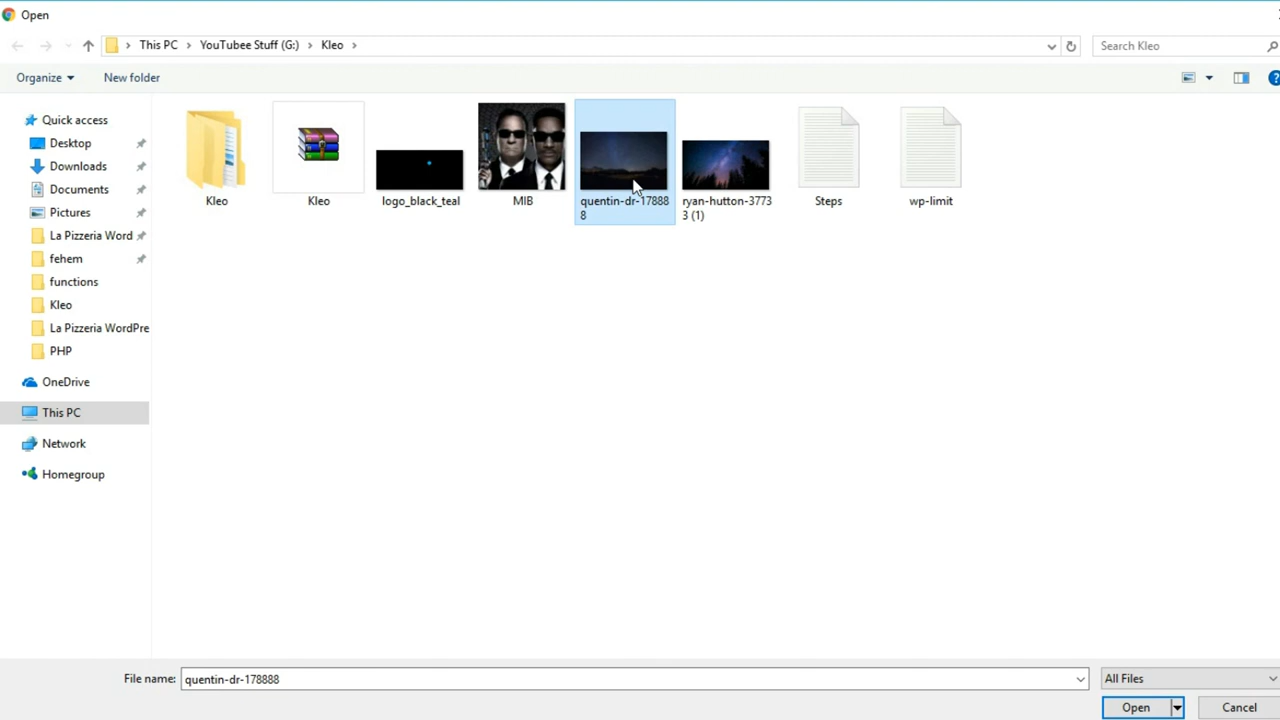 Open
This PC > YouTubee Stuff (G:) > Kleo >
Search Kleo
Organize
New folder
Quick access
Desktop
Downloads
Documents
Pictures
La Pizzeria Word
fehem
functions
Kleo
La Pizzeria WordPre
PHP
OneDrive
This PC
Network
Homegroup
Kleo
Kleo
logo_black_teal
MIB
quentin-dr-17888
8
ryan-hutton-3773
3 (1)
Steps
wp-limit
File name:
quentin-dr-178888
All Files
Open
Cancel